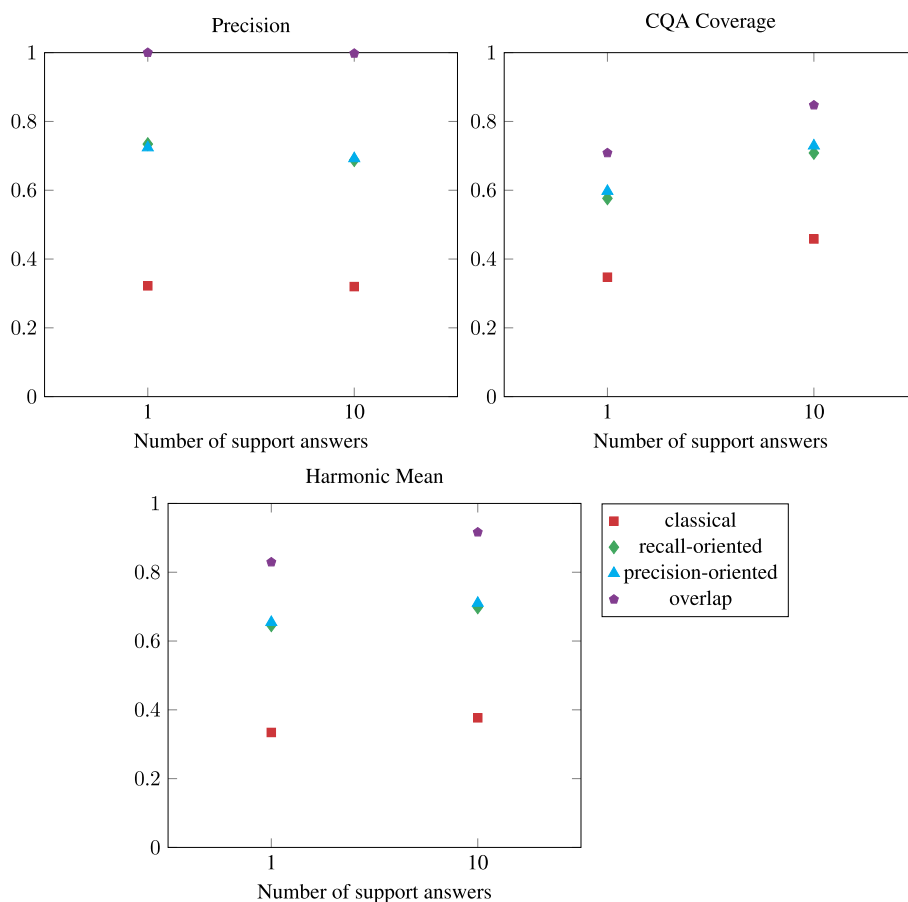 Precision
1
0.8
0.6
0.4
0.2
0
1 10
Number of support answers
CQA Coverage
1
0.8
0.6
0.4
0.2
0
1 10
Number of support answers
Harmonic Mean
1
0.8
0.6
0.4
0.2
0
1 10
Number of support answers
classical
recall-oriented
precision-oriented
overlap